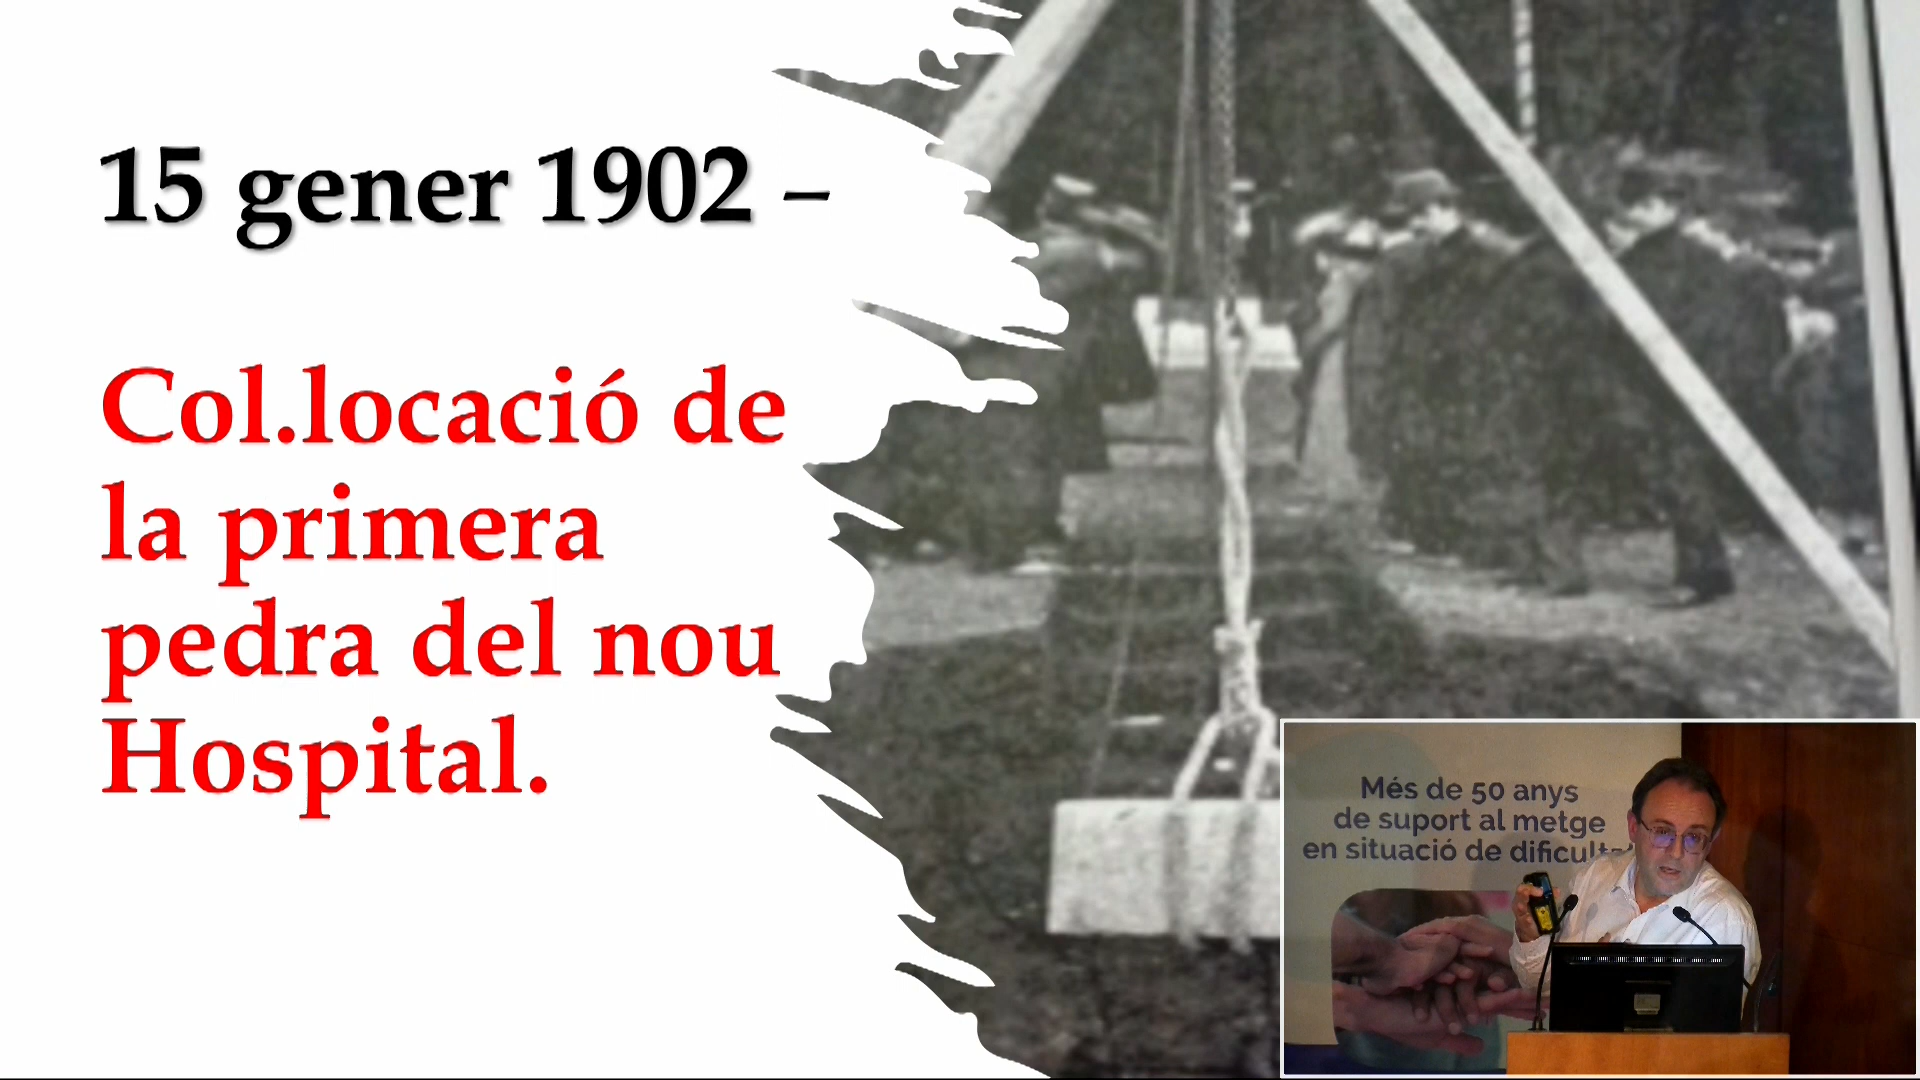 15 gener 1902 –
Col.locació de
la primera
pedra del nou
Hospital.
Més de 50 anys
de suport al metge
en situació de